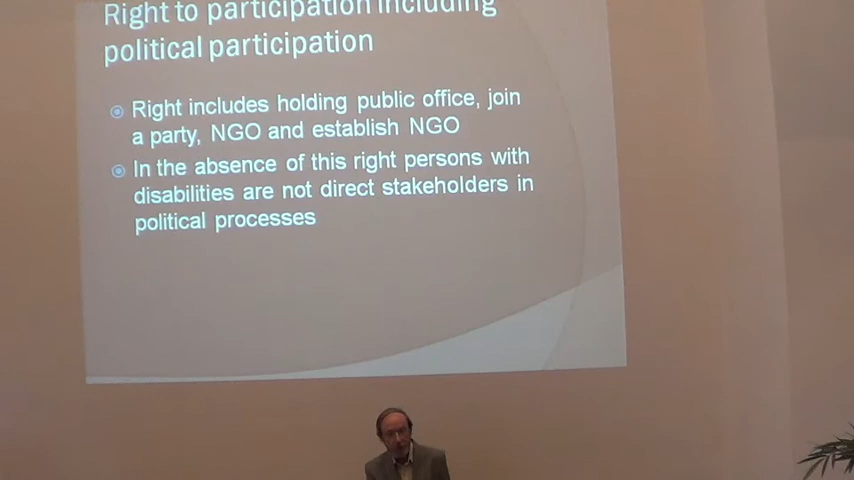 Right to participation including
political participation
Right includes holding public office, join
a party, NGO and establish NGO
In the absence of this right persons with
disabilities are not direct stakeholders in
political processes